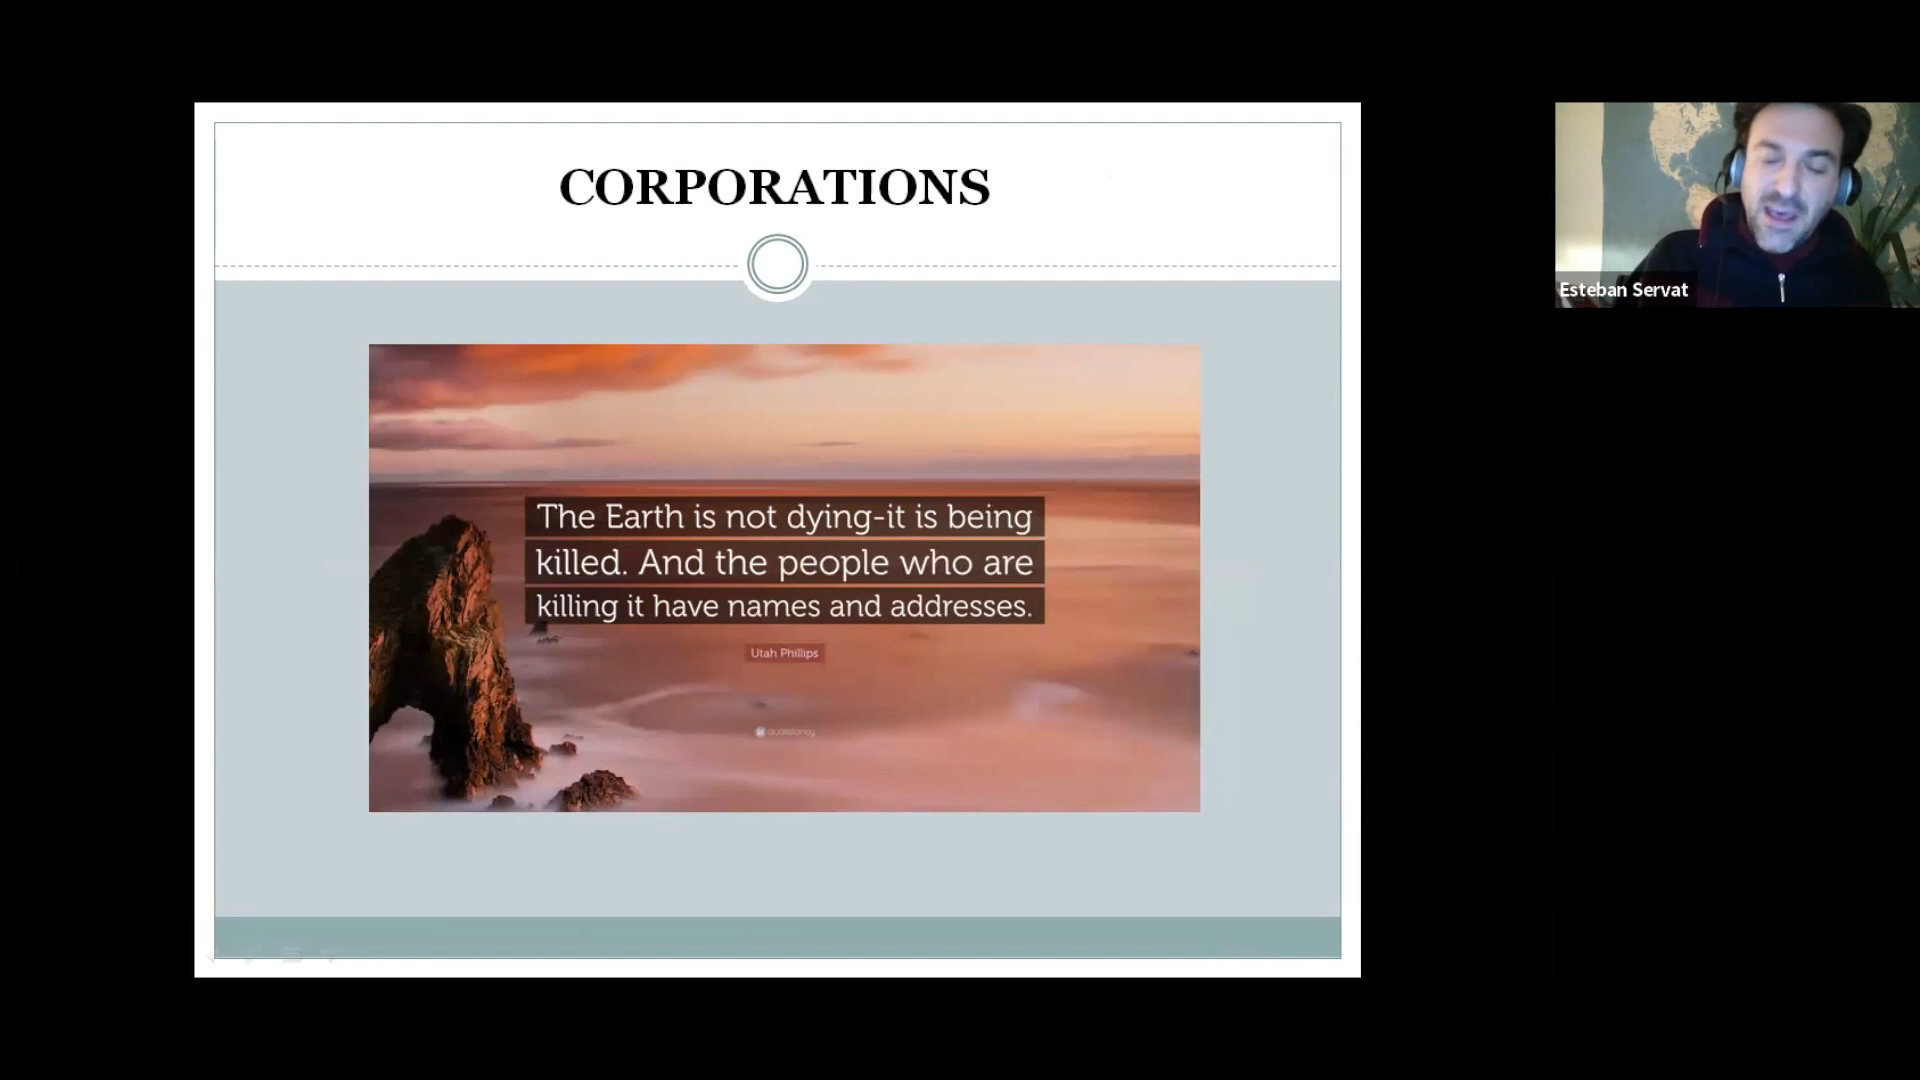 CORPORATIONS
The Earth is not dying-it is being
killed. And the people who are
killing it have names and addresses.
Utah Phillips
quotefancy
Esteban Servat